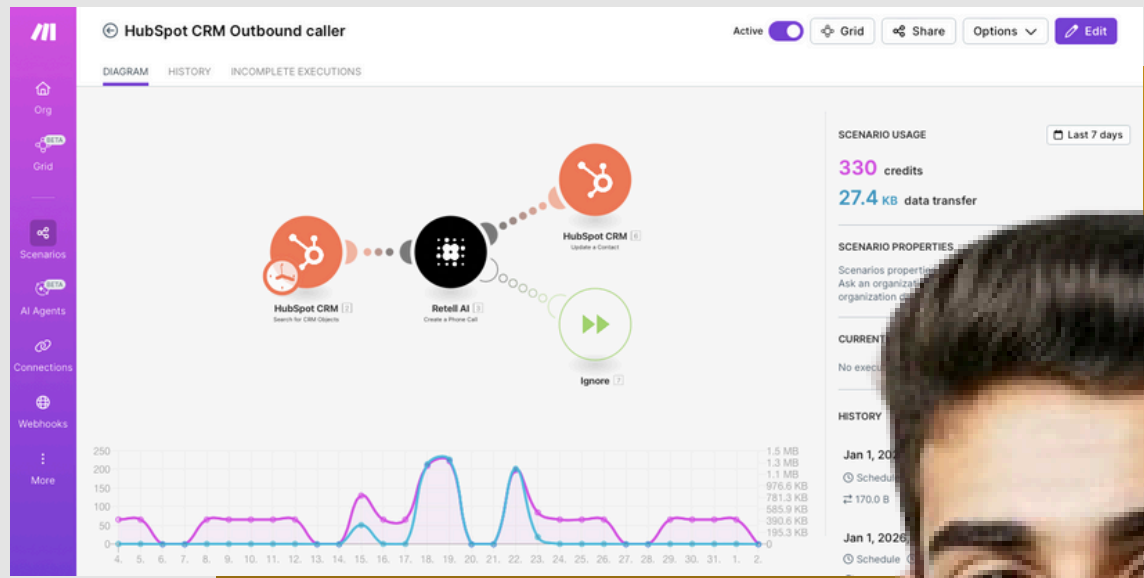 HubSpot CRM Outbound caller
Active
Grid
Share
Options
Edit
DIAGRAM
HISTORY
INCOMPLETE EXECUTIONS
Org
BETA
Grid
Scenarios
BETA
AI Agents
Connections
Webhooks
More
HubSpot CRM 2
Search for CRM Objects
Retell AI 3
Create a Phone Call
HubSpot CRM 6
Update a Contact
Ignore 7
SCENARIO USAGE
Last 7 days
330 credits
27.4 KB data transfer
SCENARIO PROPERTIES
Scenarios
Ask an
organization
CURRENT
No
HISTORY
Jan 1,
170.0 B
Jan 1, 2026
Schedule
250
200
150
100
50
0
1.5 MB
1.3 MB
1.1 MB
976.6 KB
781.3 KB
585.9 KB
390.6 KB
195.3 KB
0
4. 5. 6. 7. 8. 9. 10. 11. 12. 13. 14. 15. 16. 17. 18. 19. 20. 21. 22. 23. 24. 25. 26. 27. 28. 29. 30. 31. 1. 2.